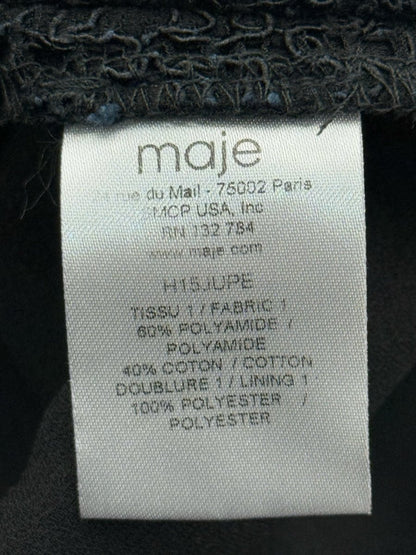 maje
rue du Mail - 75002 Paris
MCP USA, Inc
RN 132 784
www.maje.com
H15JUPE
TISSU 1 / FABRIC 1
60% POLYAMIDE /
POLYAMIDE
40% COTON / COTTON
DOUBLURE 1 / LINING 1
100% POLYESTER /
POLYESTER